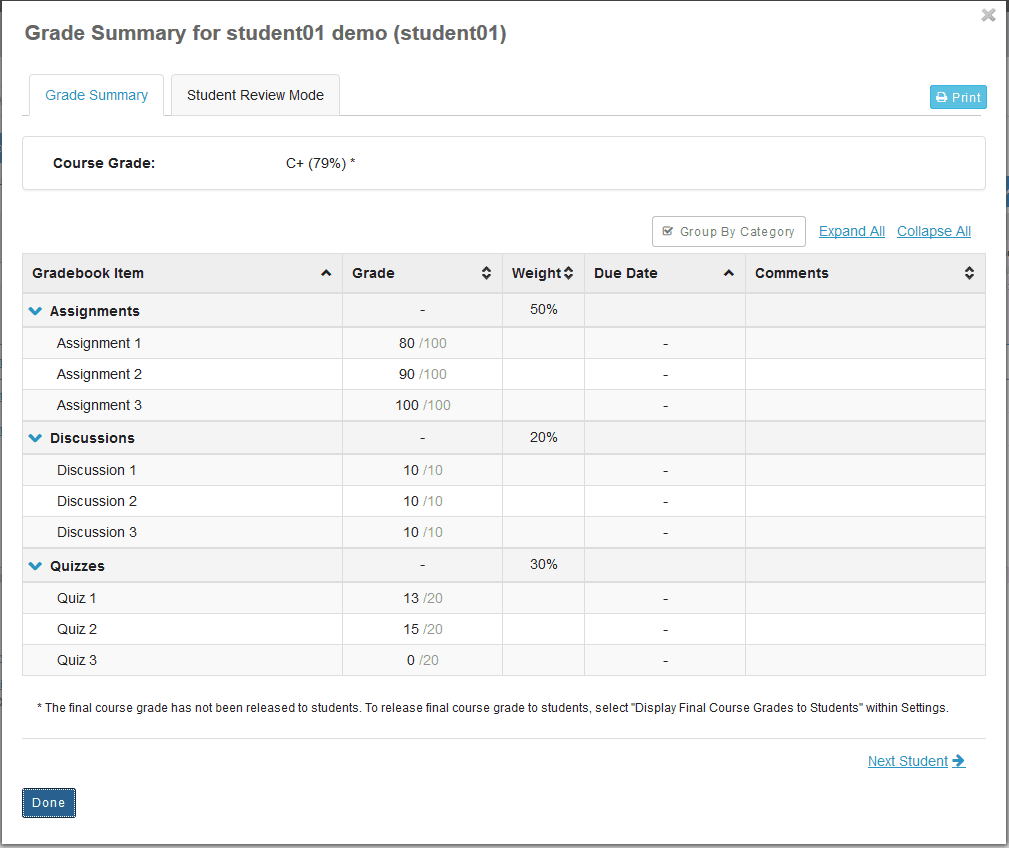 Grade Summary for student01 demo (student01)
Grade Summary Student Review Mode
Print
Course Grade: C+ (79%) *
Group By Category Expand All Collapse All
Gradebook Item Grade Weight Due Date Comments
Assignments - 50%
Assignment 1 80 /100 -
Assignment 2 90 /100 -
Assignment 3 100 /100 -
Discussions - 20%
Discussion 1 10 /10 -
Discussion 2 10 /10 -
Discussion 3 10 /10 -
Quizzes - 30%
Quiz 1 13 /20 -
Quiz 2 15 /20 -
Quiz 3 0 /20 -
* The final course grade has not been released to students. To release final course grade to students, select "Display Final Course Grades to Students" within Settings.
Next Student
Done